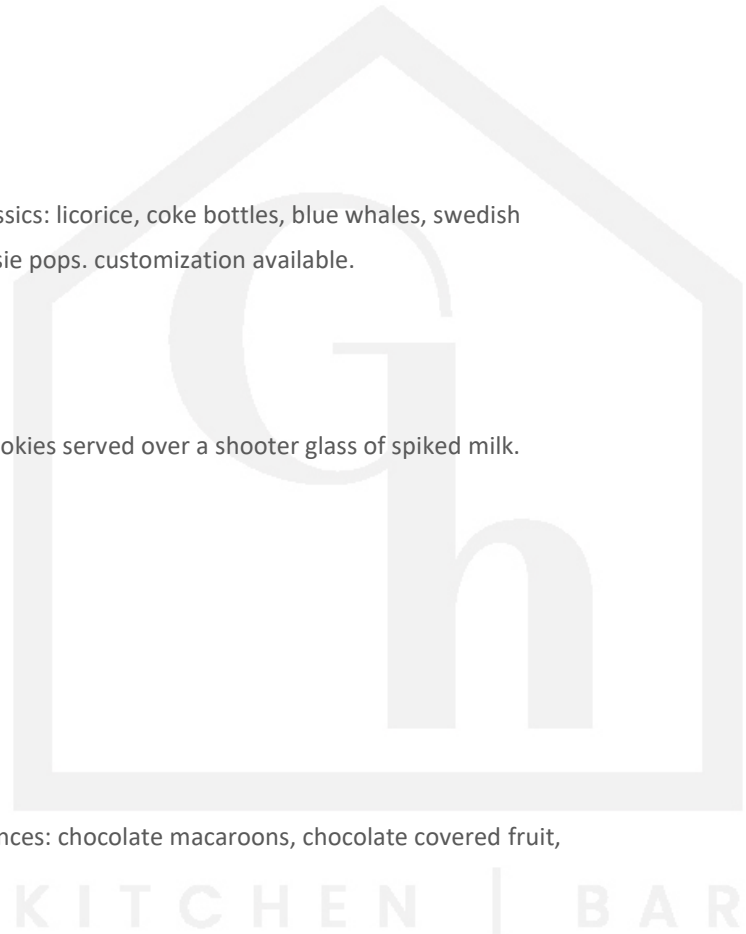 ssics: licorice, coke bottles, blue whales, swedish
sie pops. customization available.
okies served over a shooter glass of spiked milk.
nces: chocolate macaroons, chocolate covered fruit,
Gh
KITCHEN | BAR